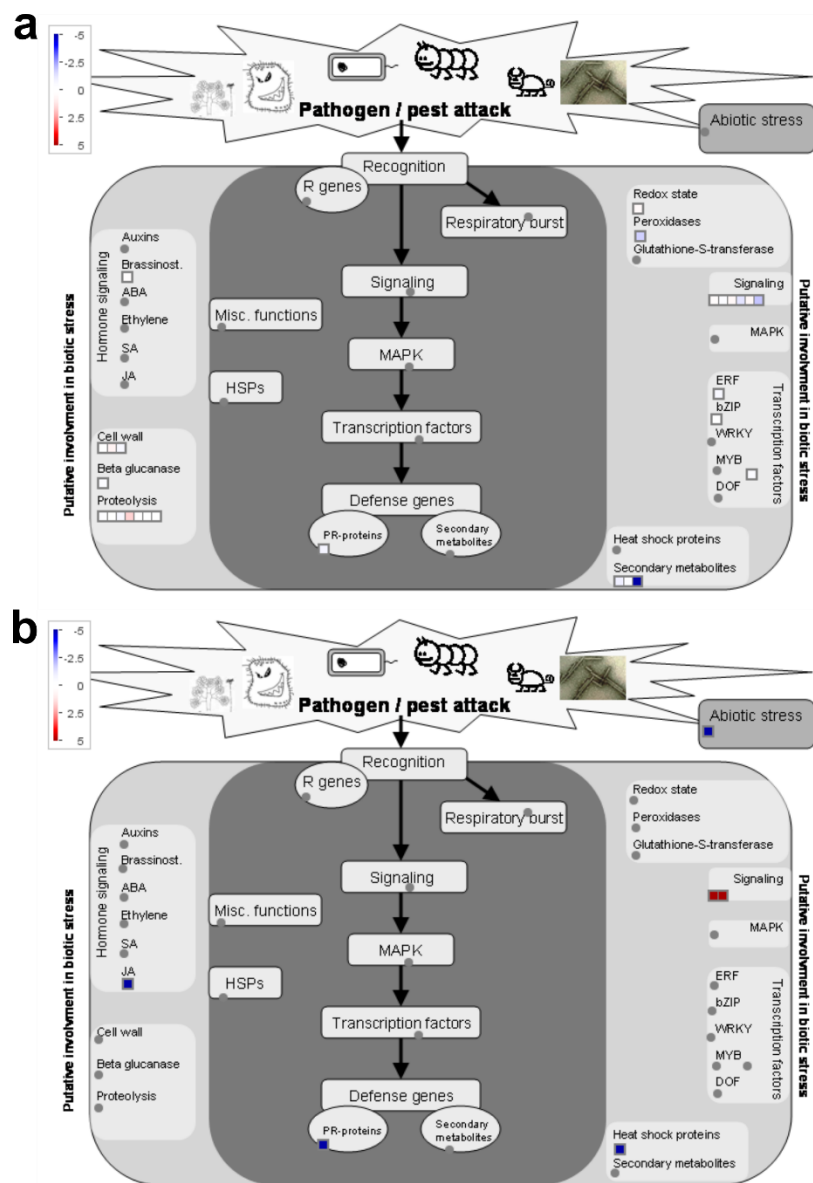 a
-5
-2.5
0
2.5
5
Pathogen / pest attack
Abiotic stress
Recognition
R genes
Respiratory burst
Redox state
Peroxidases
Glutathione-S-transferase
Hormone signaling
Auxins
Brassinost.
ABA
Ethylene
SA
JA
Signaling
Signaling
Misc. functions
MAPK
MAPK
HSPs
Putative involvment in biotic stress
Putative involvment in biotic stress
Transcription factors
ERF
bZIP
WRKY
MYB
DOF
Transcription factors
Cell wall
Beta glucanase
Proteolysis
Defense genes
PR-proteins
Secondary
metabolites
Heat shock proteins
Secondary metabolites
b
-5
-2.5
0
2.5
5
Pathogen / pest attack
Abiotic stress
Recognition
R genes
Respiratory burst
Redox state
Peroxidases
Glutathione-S-transferase
Hormone signaling
Auxins
Brassinost.
ABA
Ethylene
SA
JA
Signaling
Signaling
Misc. functions
MAPK
MAPK
HSPs
Putative involvment in biotic stress
Putative involvment in biotic stress
Transcription factors
ERF
bZIP
WRKY
MYB
DOF
Transcription factors
Cell wall
Beta glucanase
Proteolysis
Defense genes
PR-proteins
Secondary
metabolites
Heat shock proteins
Secondary metabolites